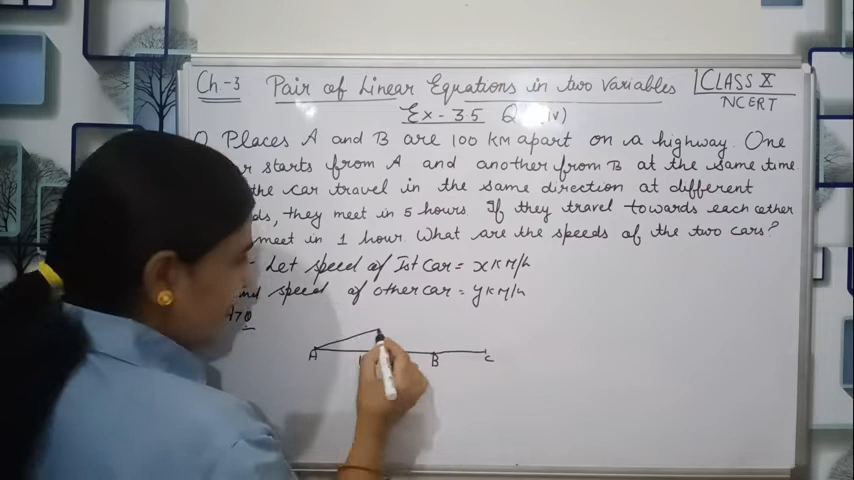 Ch-3 Pair of Linear Equations in two Variables
CLASS X
NCERT
Ex-3.5 Q iv)
Q. Places A and B are 100 KM apart on a highway. One
ar starts from A and another from B at the same time.
the car travel in the same direction at different
ds, they meet in 5 hours. If they travel towards each other
meet in 1 hour. What are the speeds of the two cars?
- Let speed of Ist Car = x KM/h
speed of other car = y KM/h
A B C